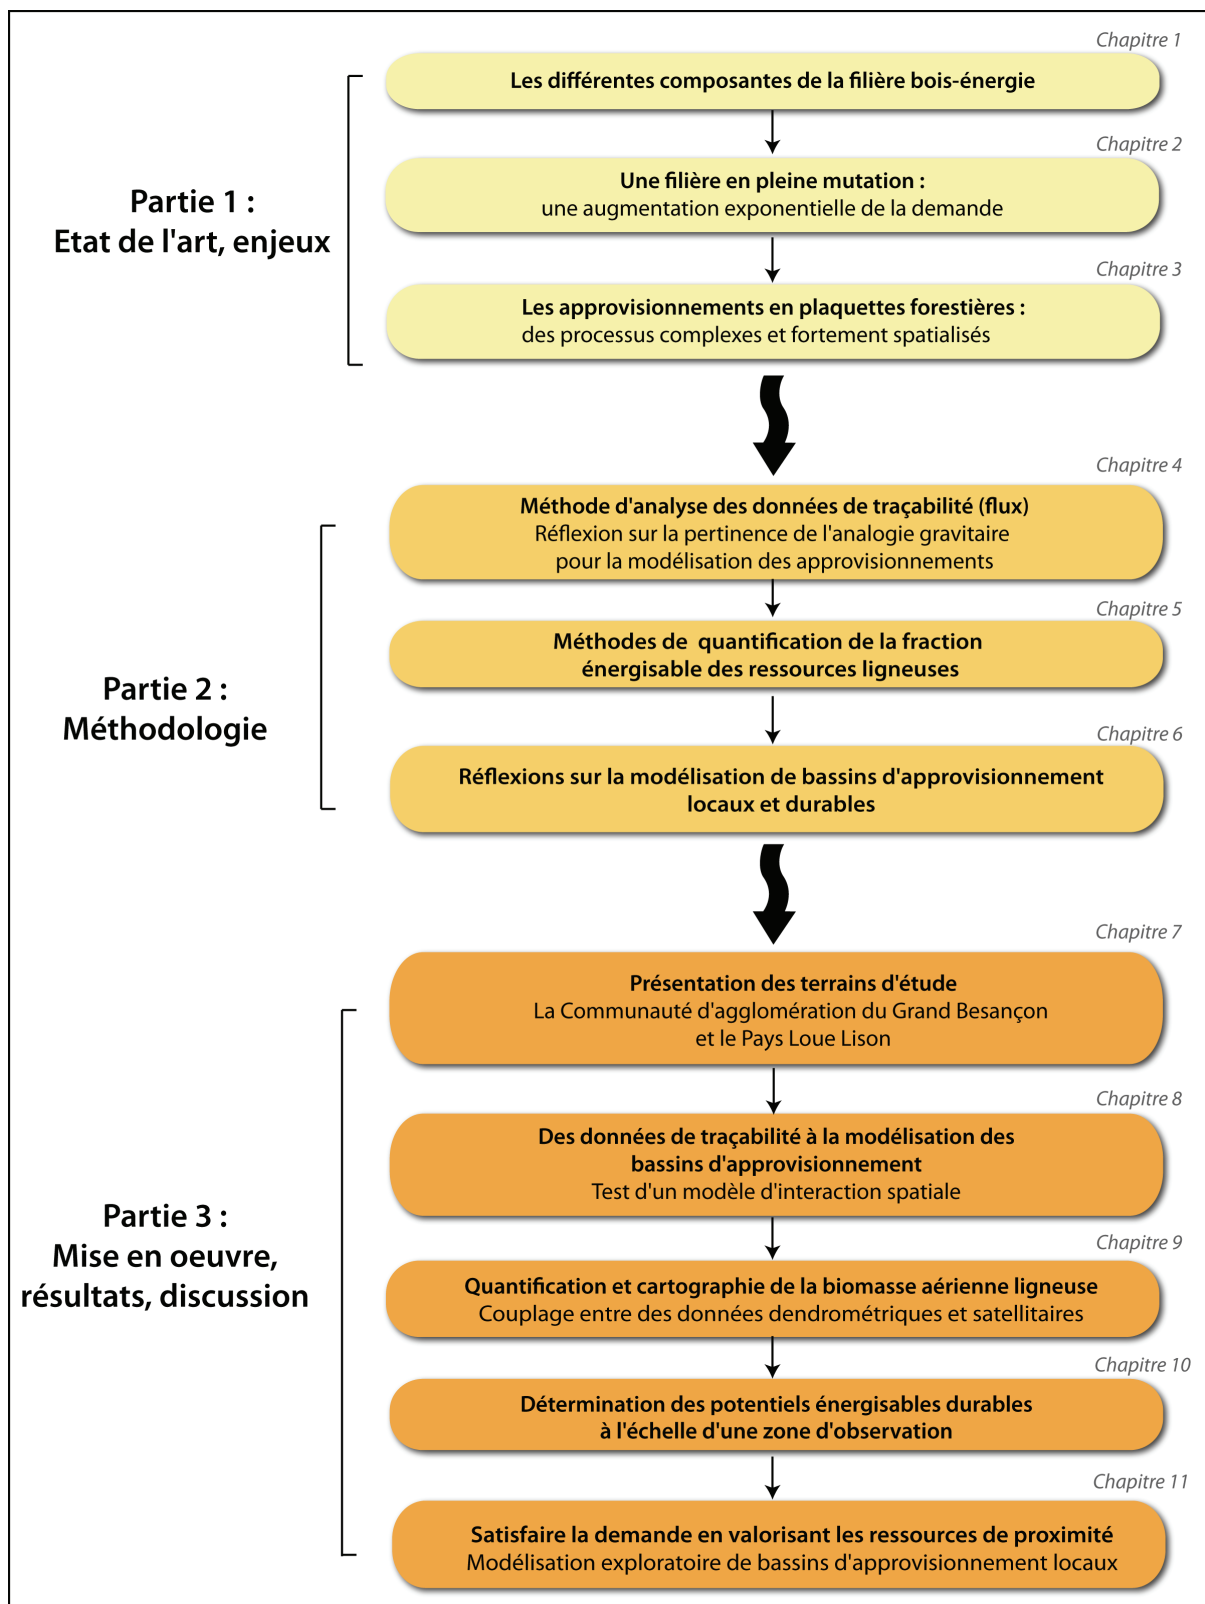 Chapitre 1
Les différentes composantes de la filière bois-énergie
Chapitre 2
Une filière en pleine mutation :
une augmentation exponentielle de la demande
Partie 1 :
Etat de l'art, enjeux
Chapitre 3
Les approvisionnements en plaquettes forestières :
des processus complexes et fortement spatialisés
Chapitre 4
Méthode d'analyse des données de traçabilité (flux)
Réflexion sur la pertinence de l'analogie gravitaire
pour la modélisation des approvisionnements
Chapitre 5
Méthodes de quantification de la fraction
énergisable des ressources ligneuses
Partie 2 :
Méthodologie
Chapitre 6
Réflexions sur la modélisation de bassins d'approvisionnement
locaux et durables
Chapitre 7
Présentation des terrains d'étude
La Communauté d'agglomération du Grand Besançon
et le Pays Loue Lison
Chapitre 8
Des données de traçabilité à la modélisation des
bassins d'approvisionnement
Test d'un modèle d'interaction spatiale
Partie 3 :
Mise en oeuvre,
résultats, discussion
Chapitre 9
Quantification et cartographie de la biomasse aérienne ligneuse
Couplage entre des données dendrométriques et satellitaires
Chapitre 10
Détermination des potentiels énergisables durables
à l'échelle d'une zone d'observation
Chapitre 11
Satisfaire la demande en valorisant les ressources de proximité
Modélisation exploratoire de bassins d'approvisionnement locaux